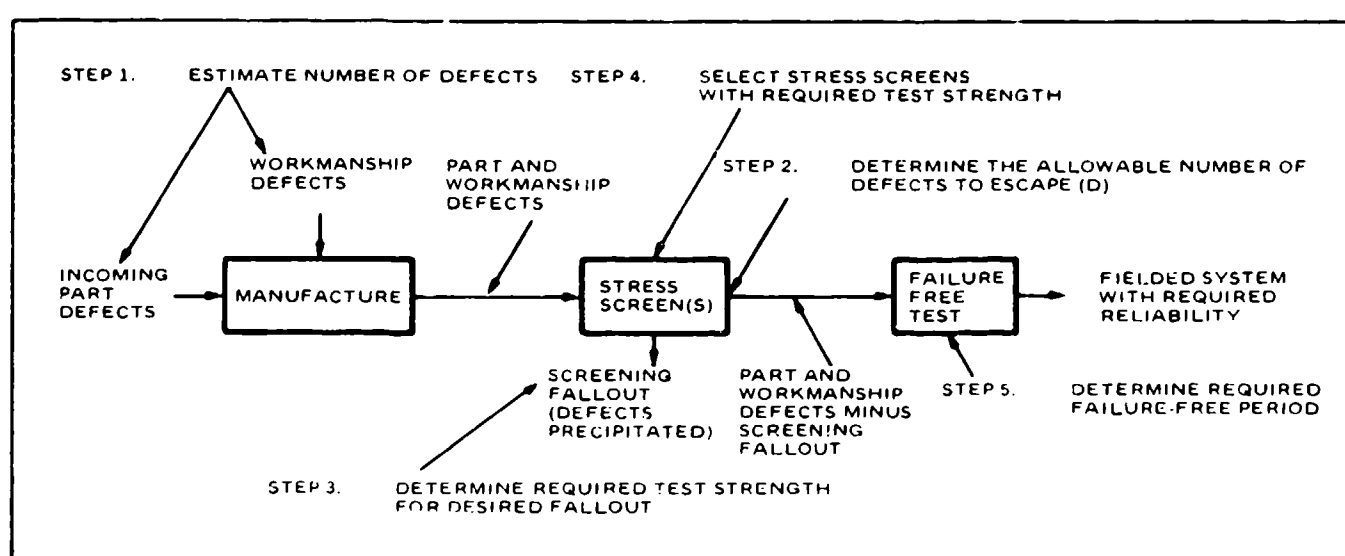 STEP 1. ESTIMATE NUMBER OF DEFECTS
STEP 4. SELECT STRESS SCREENS
WITH REQUIRED TEST STRENGTH
WORKMANSHIP
DEFECTS
PART AND
WORKMANSHIP
DEFECTS
STEP 2. DETERMINE THE ALLOWABLE NUMBER OF
DEFECTS TO ESCAPE (D)
INCOMING
PART
DEFECTS
MANUFACTURE
STRESS
SCREEN(S)
FAILURE
FREE
TEST
FIELDED SYSTEM
WITH REQUIRED
RELIABILITY
SCREENING
FALLOUT
(DEFECTS
PRECIPITATED)
PART AND
WORKMANSHIP
DEFECTS MINUS
SCREENING
FALLOUT
STEP 5. DETERMINE REQUIRED
FAILURE-FREE PERIOD
STEP 3. DETERMINE REQUIRED TEST STRENGTH
FOR DESIRED FALLOUT